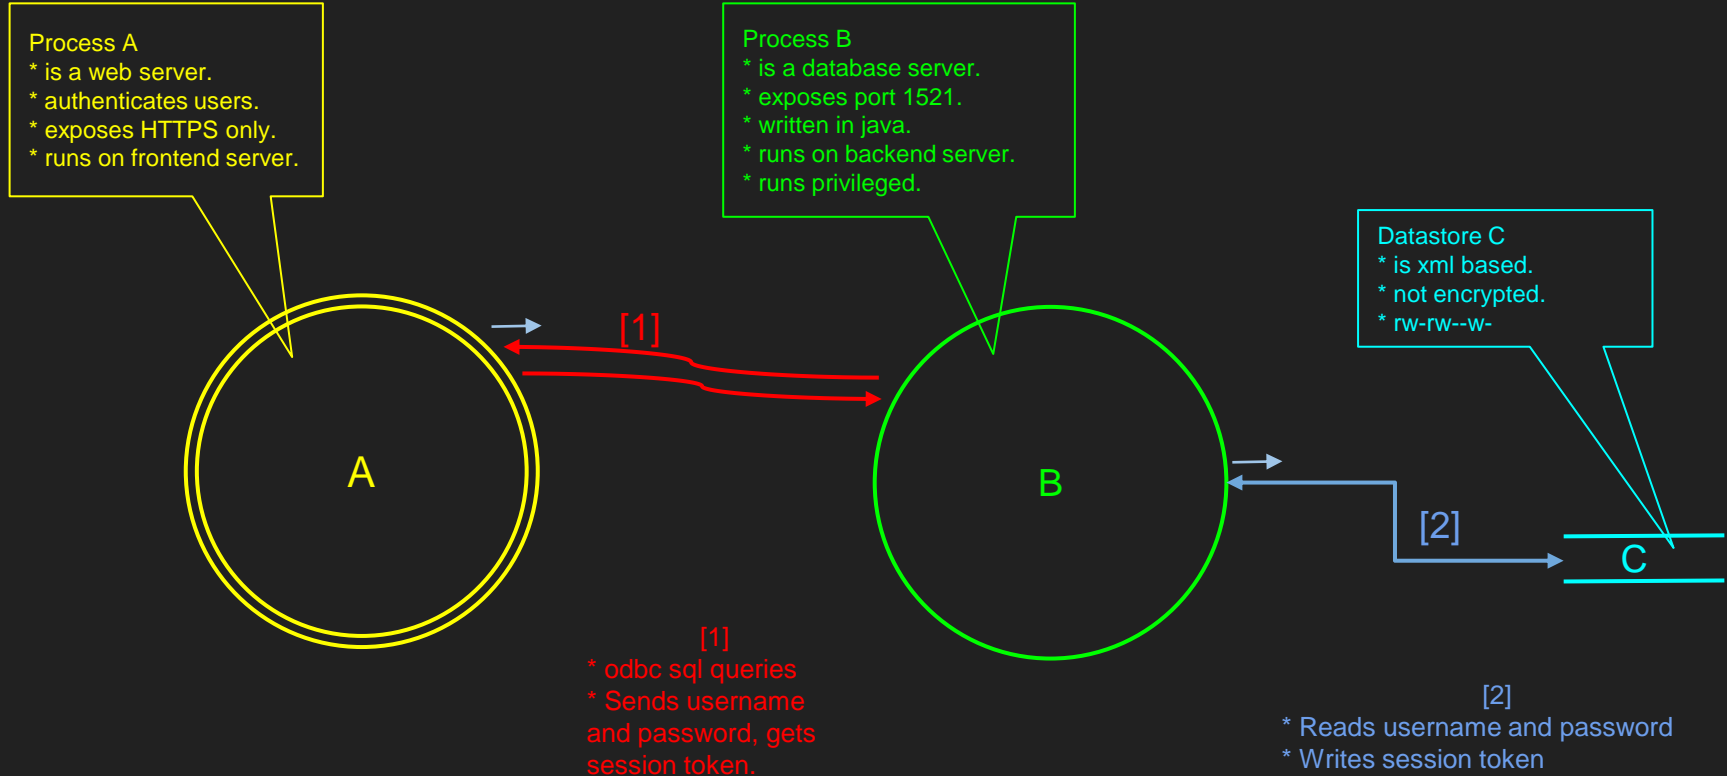 Process A
* is a web server.
* authenticates users.
* exposes HTTPS only.
* runs on frontend server.
Process B
* is a database server.
* exposes port 1521.
* written in java.
* runs on backend server.
* runs privileged.
Datastore C
* is xml based.
* not encrypted.
* rw-rw--w-
[1]
A
B
[2]
C
[1]
* odbc sql queries
* Sends username
and password, gets
session token.
[2]
* Reads username and password
* Writes session token